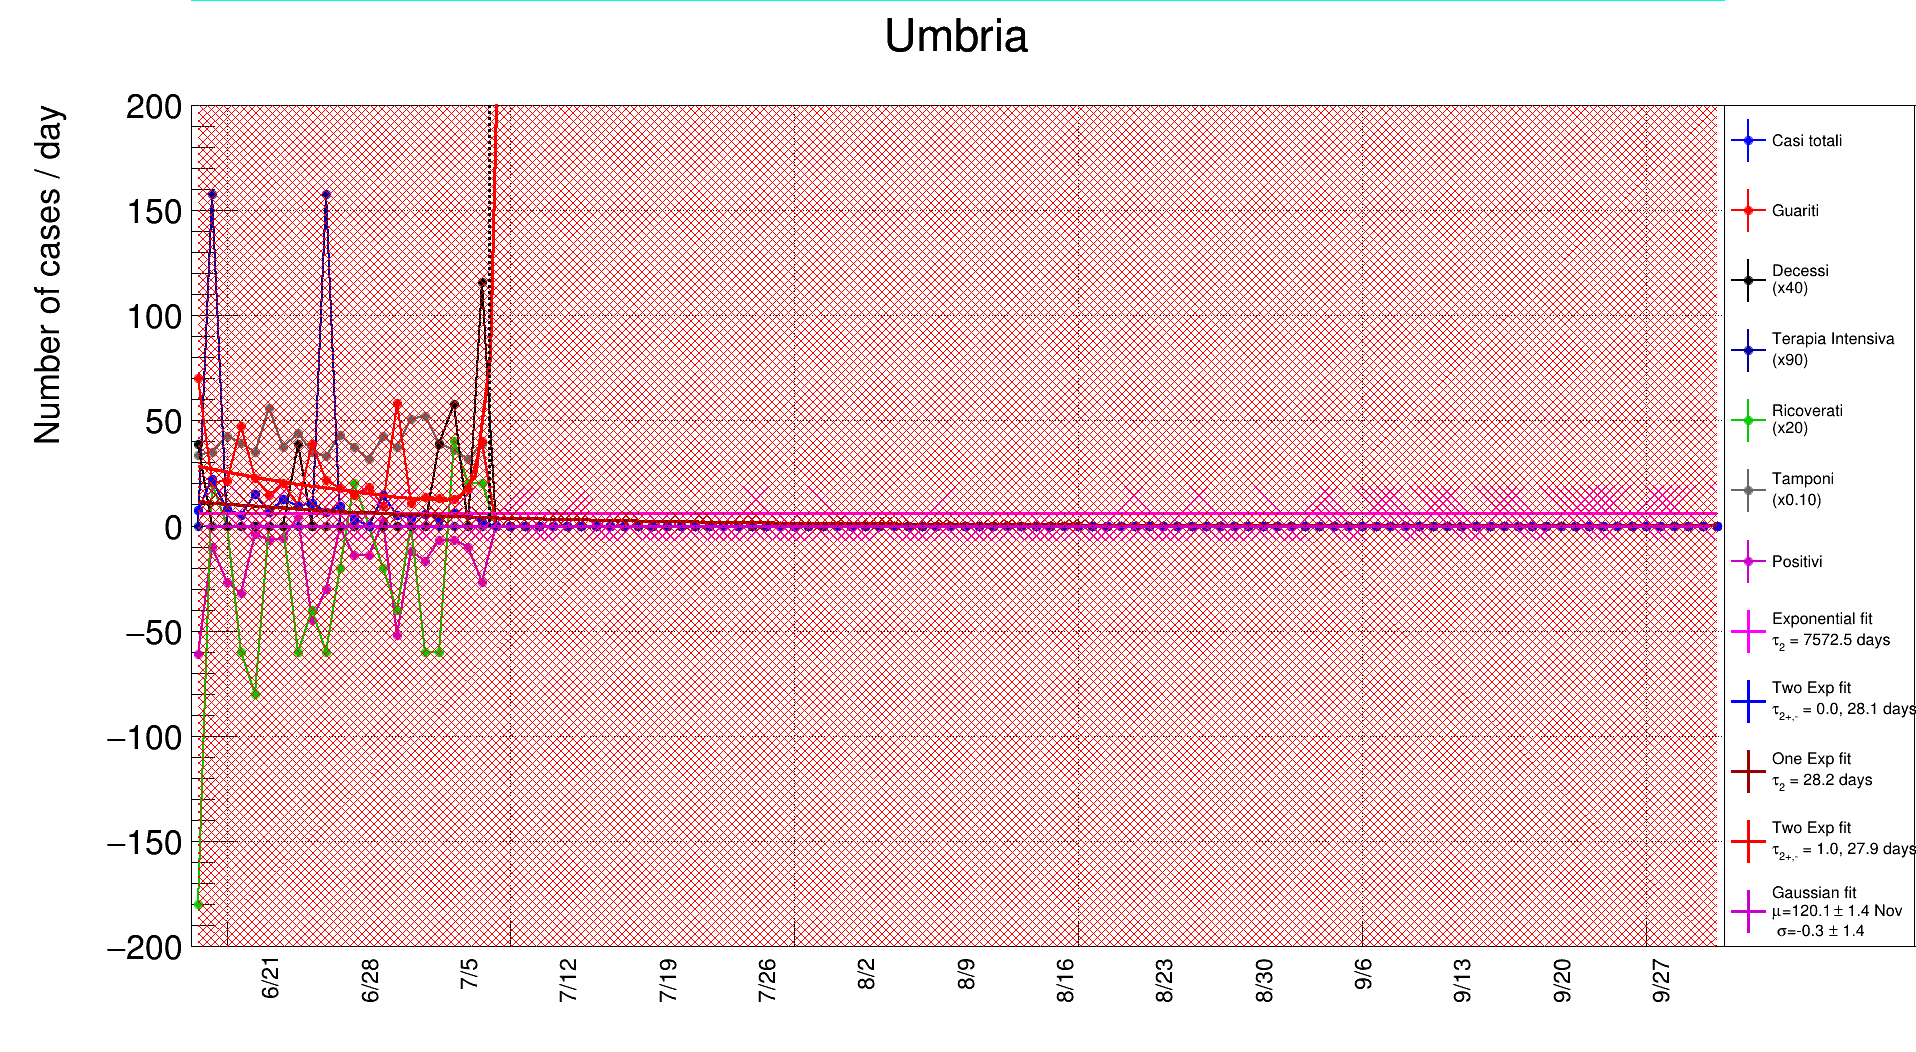 Umbria
Number of cases / day
200
150
100
50
0
−50
−100
−150
−200
6/21
6/28
7/5
7/12
7/19
7/26
8/2
8/9
8/16
8/23
8/30
9/6
9/13
9/20
9/27
Casi totali
Guariti
Decessi
(x40)
Terapia Intensiva
(x90)
Ricoverati
(x20)
Tamponi
(x0.10)
Positivi
Exponential fit
τ2 = 7572.5 days
Two Exp fit
τ2+,- = 0.0, 28.1 days
One Exp fit
τ2 = 28.2 days
Two Exp fit
τ2+,- = 1.0, 27.9 days
Gaussian fit
μ=120.1± 1.4 Nov
σ=-0.3 ± 1.4